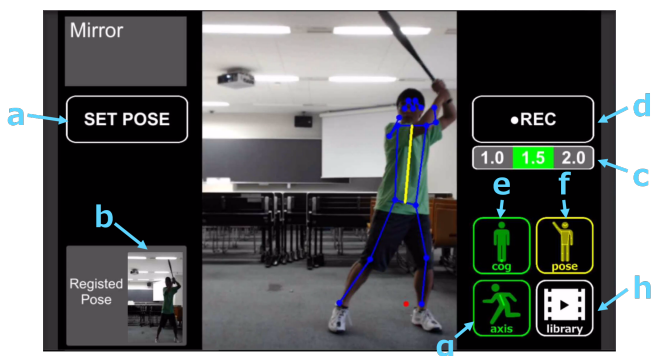 Mirror
a
SET POSE
b
Registed
Pose
●REC
d
1.0 1.5 2.0
c
e
f
cog
pose
axis
library
g
h